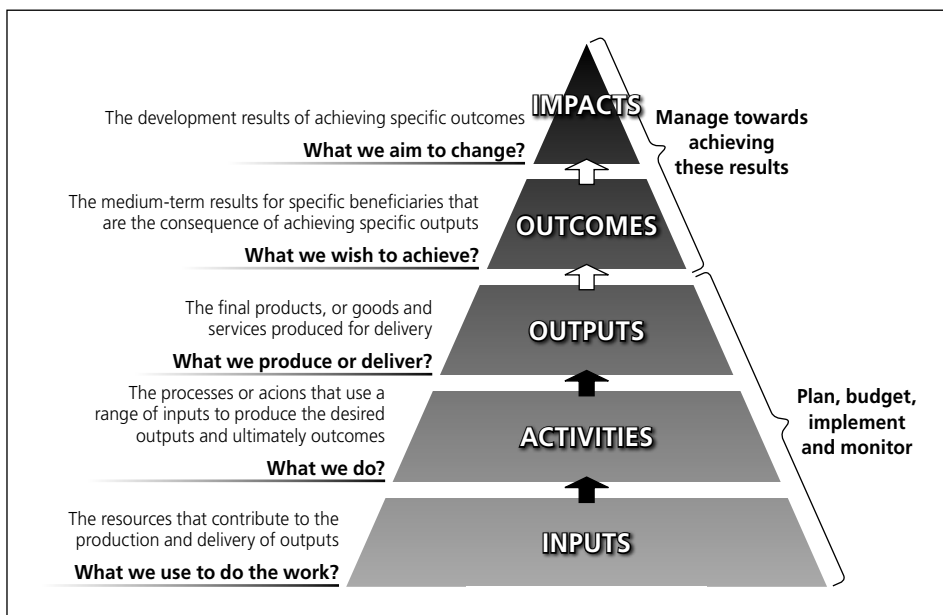 IMPACTS
The development results of achieving specific outcomes
What we aim to change?
Manage towards
achieving
these results
The medium-term results for specific beneficiaries that
are the consequence of achieving specific outputs
What we wish to achieve?
OUTCOMES
The final products, or goods and
services produced for delivery
What we produce or deliver?
OUTPUTS
The processes or acions that use a
range of inputs to produce the desired
outputs and ultimately outcomes
What we do?
ACTIVITIES
Plan, budget,
implement
and monitor
The resources that contribute to the
production and delivery of outputs
What we use to do the work?
INPUTS